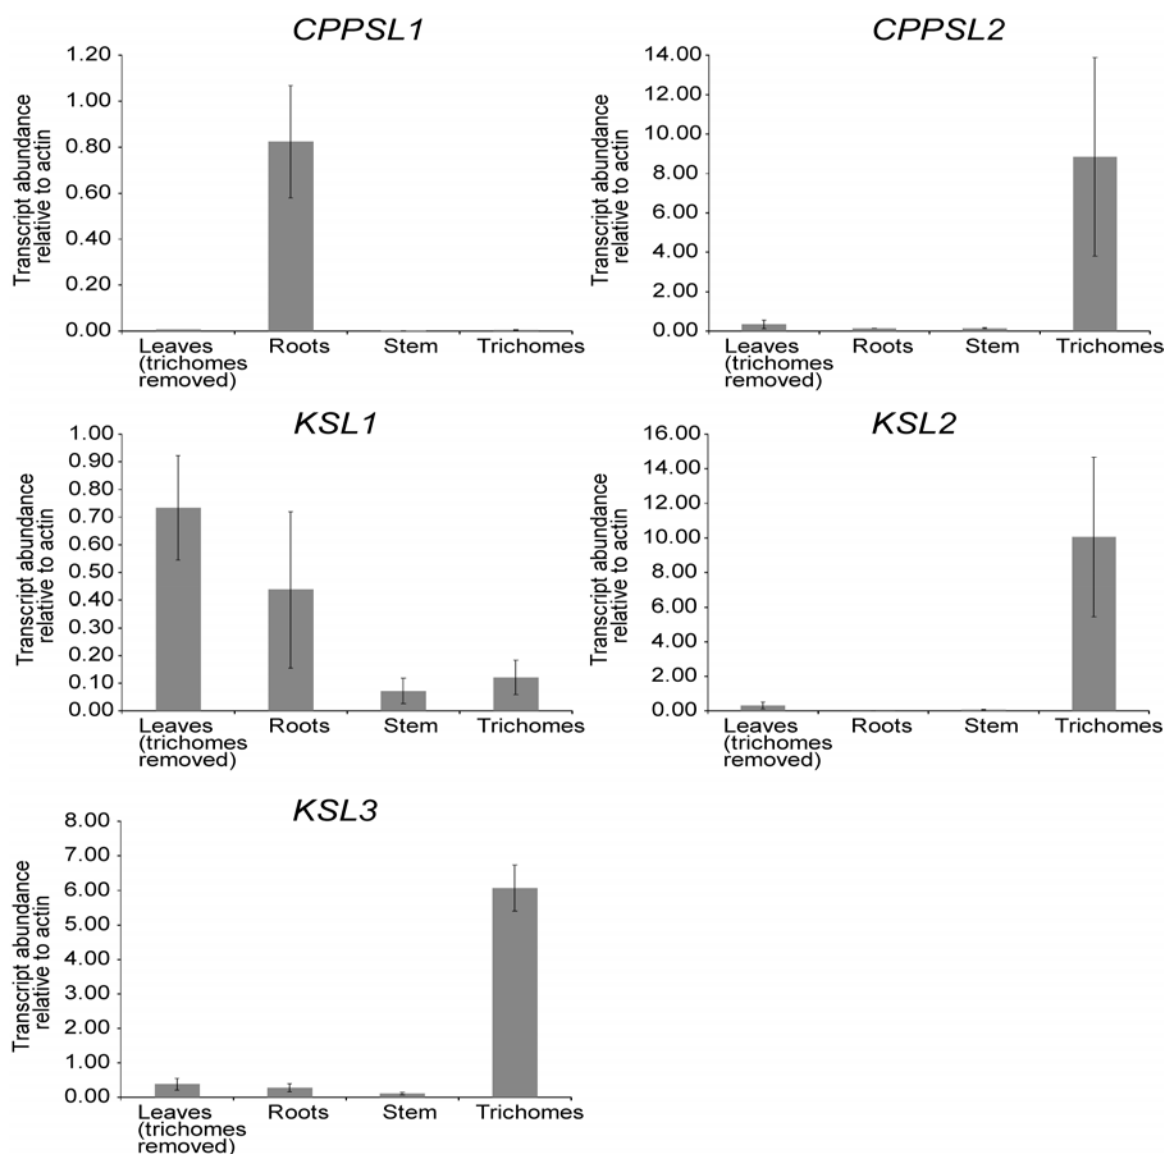 CPPSL1
1.20
1.00
0.80
0.60
0.40
0.20
0.00
Transcript abundance
relative to actin
Leaves
(trichomes
removed)
Roots
Stem
Trichomes
CPPSL2
14.00
12.00
10.00
8.00
6.00
4.00
2.00
0.00
Transcript abundance
relative to actin
Leaves
(trichomes
removed)
Roots
Stem
Trichomes
KSL1
1.00
0.90
0.80
0.70
0.60
0.50
0.40
0.30
0.20
0.10
0.00
Transcript abundance
relative to actin
Leaves
(trichomes
removed)
Roots
Stem
Trichomes
KSL2
16.00
14.00
12.00
10.00
8.00
6.00
4.00
2.00
0.00
Transcript abundance
relative to actin
Leaves
(trichomes
removed)
Roots
Stem
Trichomes
KSL3
8.00
7.00
6.00
5.00
4.00
3.00
2.00
1.00
0.00
Transcript abundance
relative to actin
Leaves
(trichomes
removed)
Roots
Stem
Trichomes